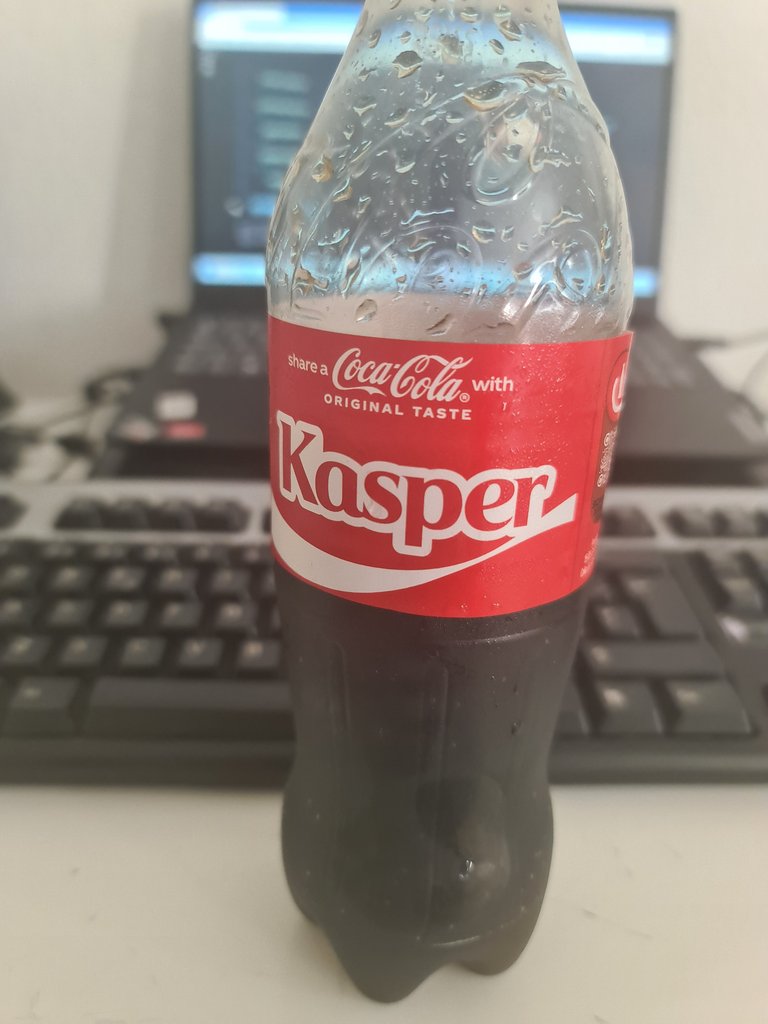 share a Coca-Cola® with
ORIGINAL TASTE
Kasper